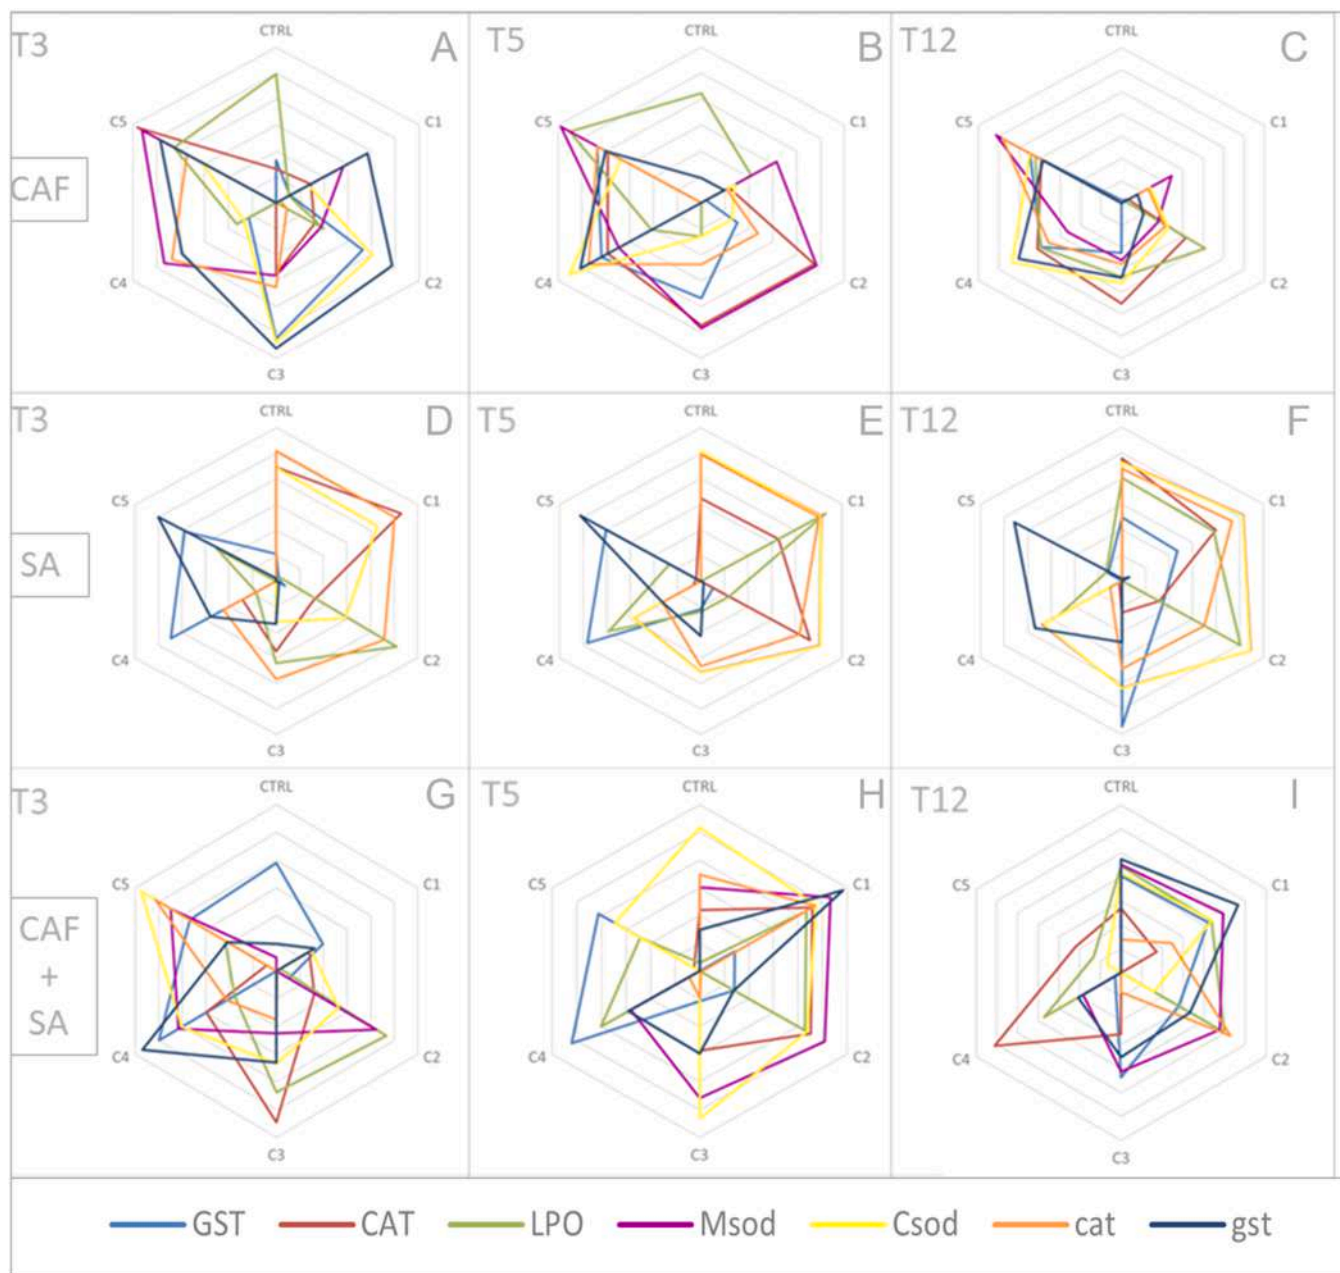 T3 A T5 B T12 C
CTRL CTRL CTRL
C5 C1 C5 C1 C5 C1
CAF
C4 C2 C4 C2 C4 C2
C3 C3 C3
T3 D T5 E T12 F
CTRL CTRL CTRL
C5 C1 C5 C1 C5 C1
SA
C4 C2 C4 C2 C4 C2
C3 C3 C3
T3 G T5 H T12 I
CTRL CTRL CTRL
C5 C1 C5 C1 C5 C1
CAF
+
SA
C4 C2 C4 C2 C4 C2
C3 C3 C3
GST CAT LPO Msod Csod cat gst